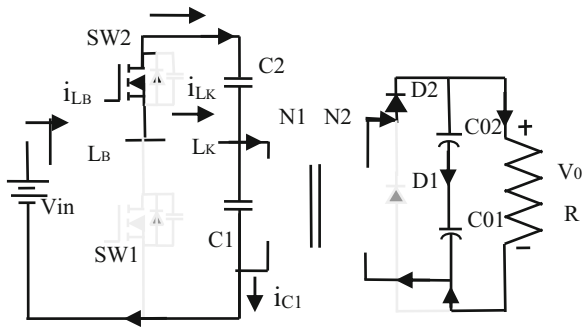 SW2
C2
iLB
iLK
N1 N2
D2
C02
+
LB
LK
D1
V0
Vin
R
SW1
C1
C01
−
iC1